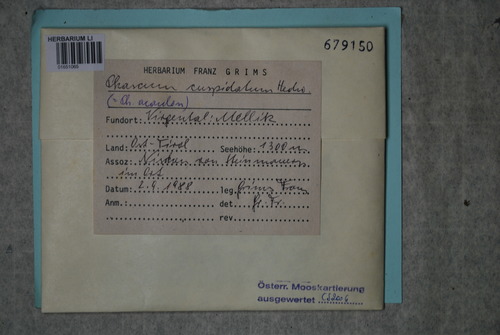 HERBARIUM LI
679150
HERBARIUM FRANZ GRIMS
Phascum cuspidatum Hedw.
(= Ph. acaulon)
Fundort: Virgental: Mellitz
Land: Ost-Tirol Seehöhe: 1300 m
Assoz: Nischen von Steinmauern
im Ort
Datum: 2.9.1988 leg. Grims Franz
Anm.: det. Gr. Fr.
rev.
Österr. Mooskartierung
ausgewertet